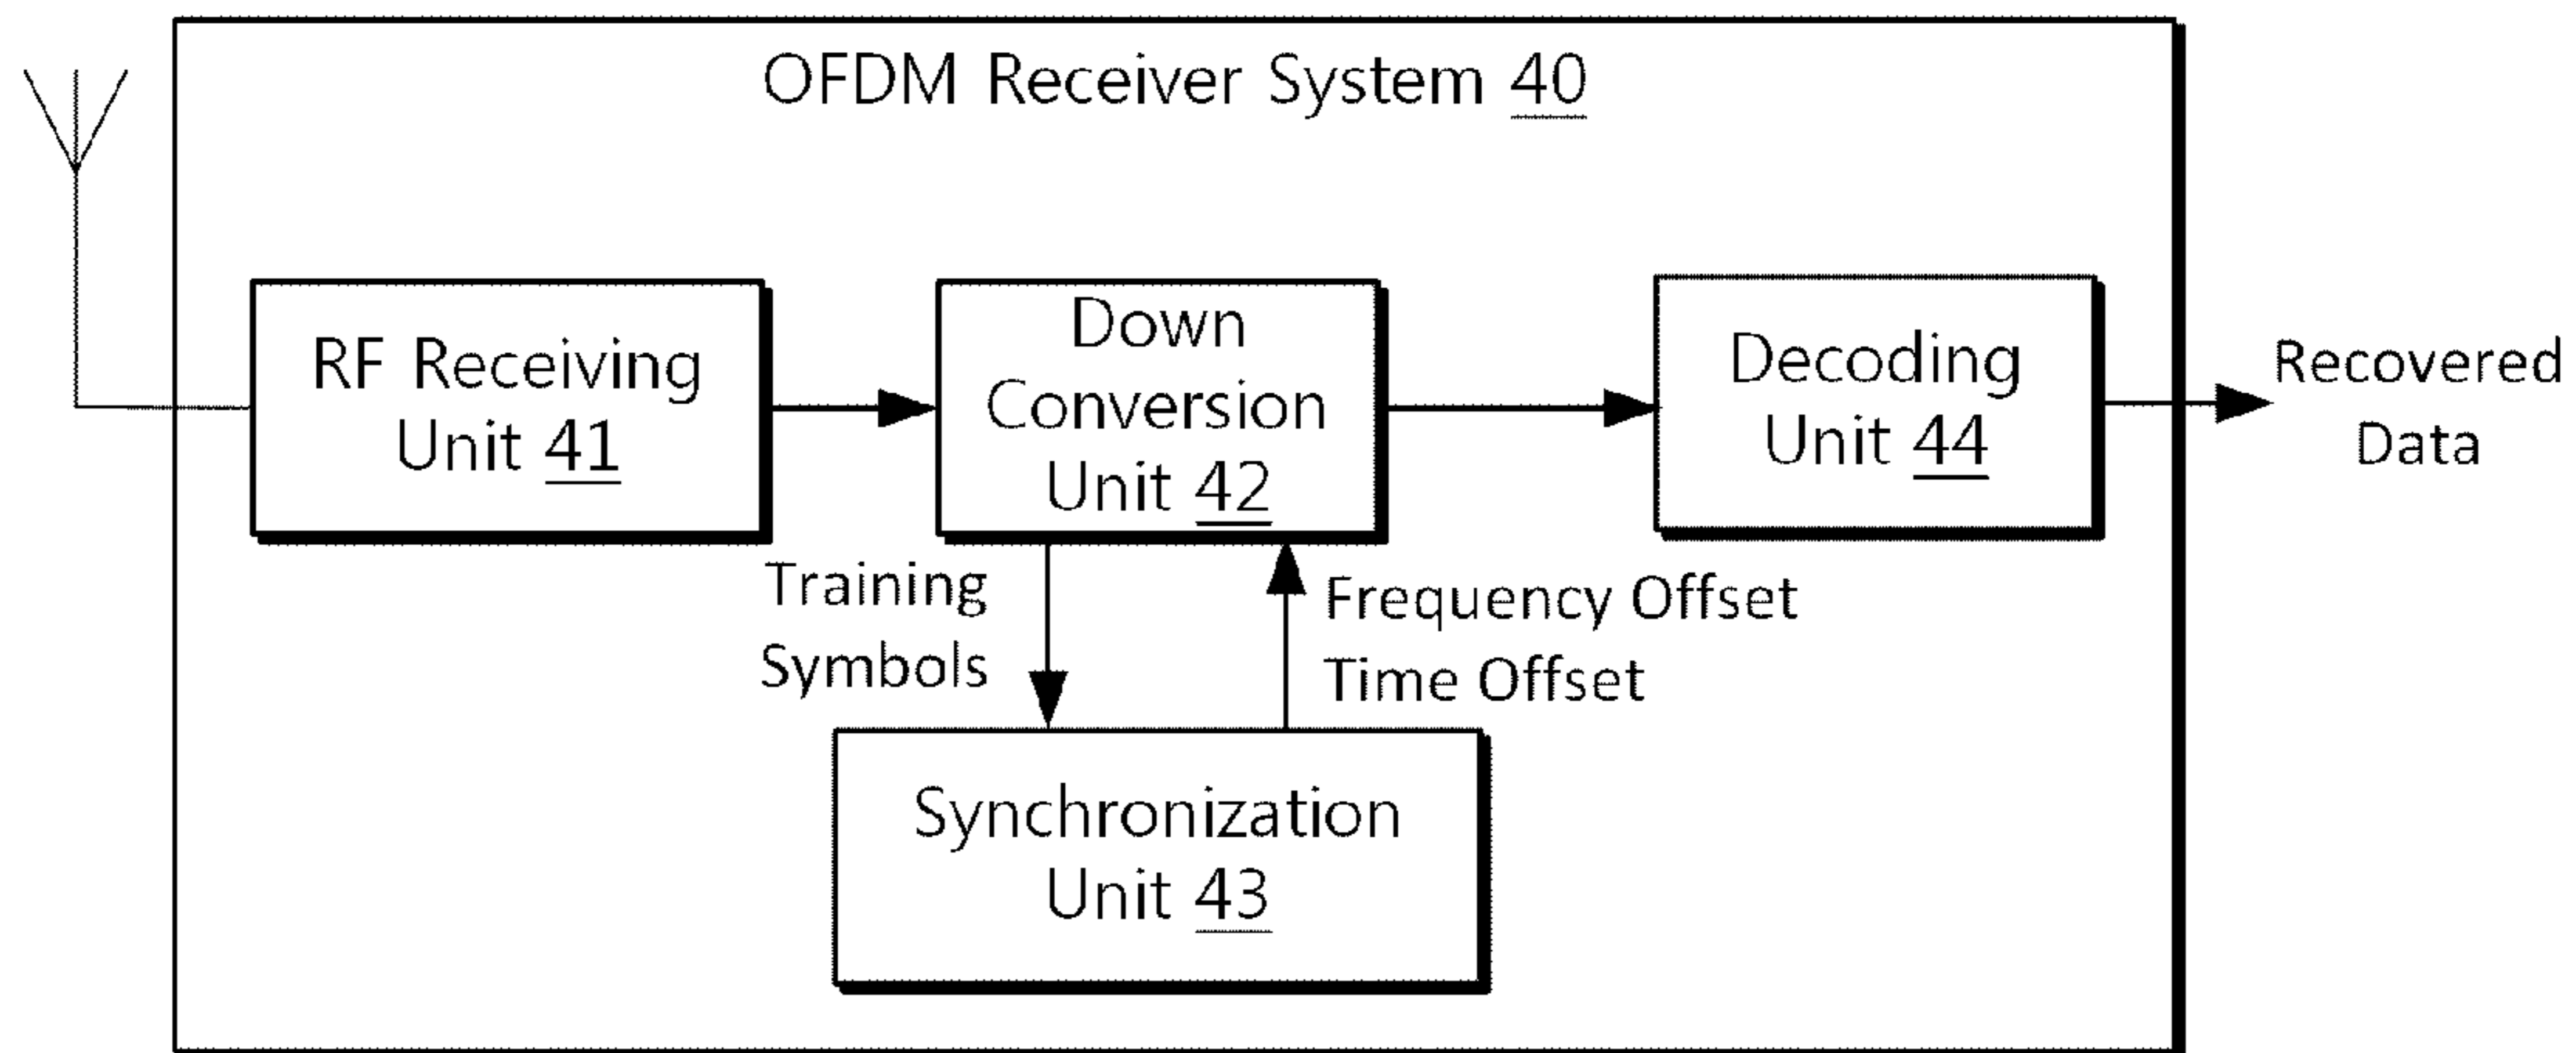 OFDM Receiver System 40
RF Receiving
Unit 41
Down
Conversion
Unit 42
Decoding
Unit 44
Recovered
Data
Training
Symbols
Frequency Offset
Time Offset
Synchronization
Unit 43